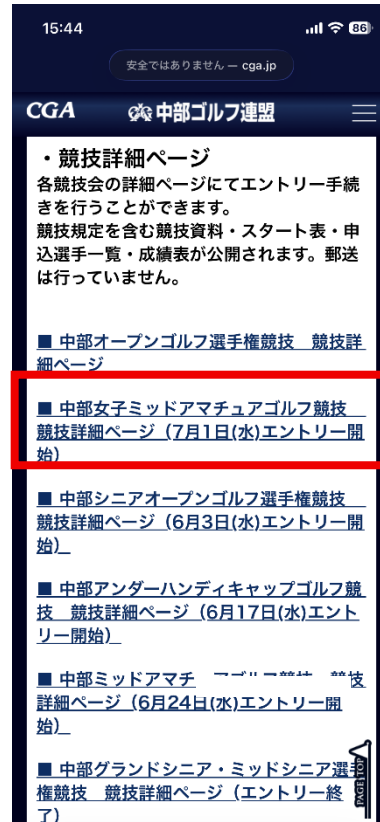 15:44
86
安全ではありません — cga.jp
CGA 中部ゴルフ連盟
・競技詳細ページ
各競技会の詳細ページにてエントリー手続
きを行うことができます。
競技規定を含む競技資料・スタート表・申
込選手一覧・成績表が公開されます。郵送
は行っていません。
■ 中部オープンゴルフ選手権競技 競技詳
細ページ
■ 中部女子ミッドアマチュアゴルフ競技
競技詳細ページ（7月1日(水)エントリー開
始）
■ 中部シニアオープンゴルフ選手権競技
競技詳細ページ（6月3日(水)エントリー開
始）
■ 中部アンダーハンディキャップゴルフ競
技 競技詳細ページ（6月17日(水)エント
リー開始）
■ 中部ミッドアマチ 技
詳細ページ（6月24日(水)エントリー開
始）
■ 中部グランドシニア・ミッドシニア選手
権競技 競技詳細ページ（エントリー終
了）
PAGE TOP